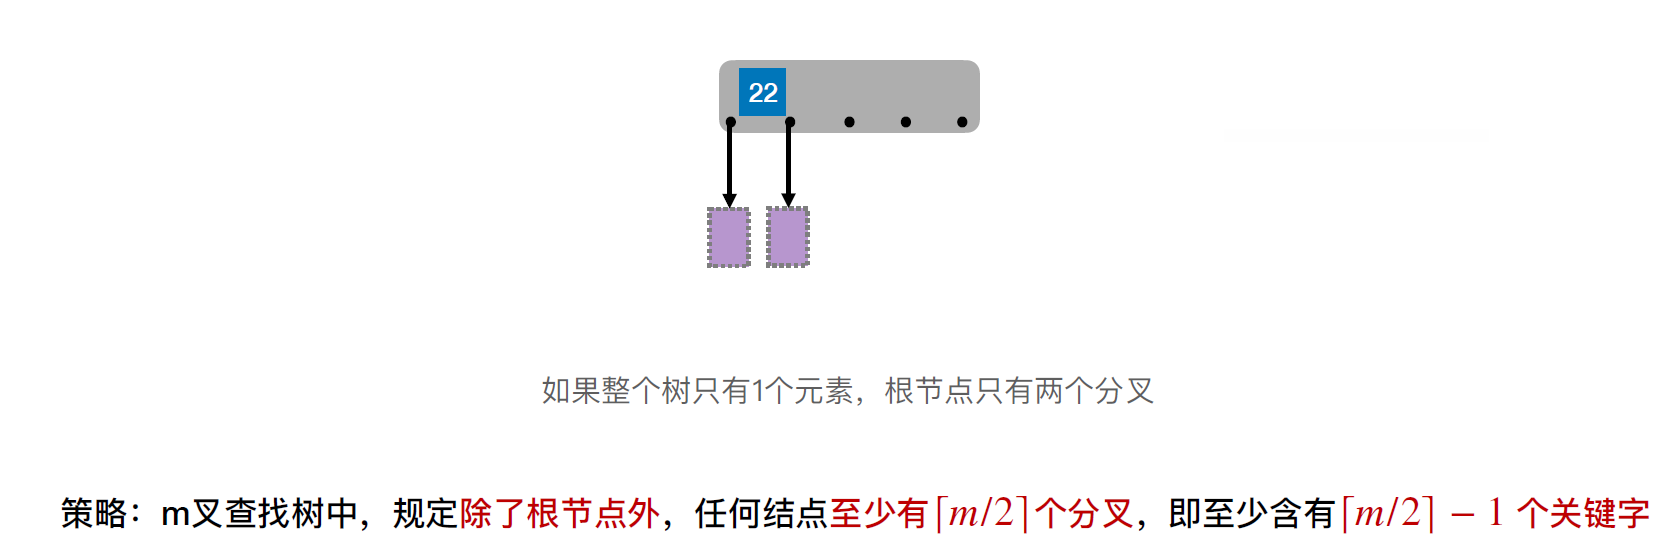 22
如果整个树只有1个元素，根节点只有两个分叉
策略：m叉查找树中，规定除了根节点外，任何结点至少有⌈m/2⌉个分叉，即至少含有⌈m/2⌉ − 1 个关键字